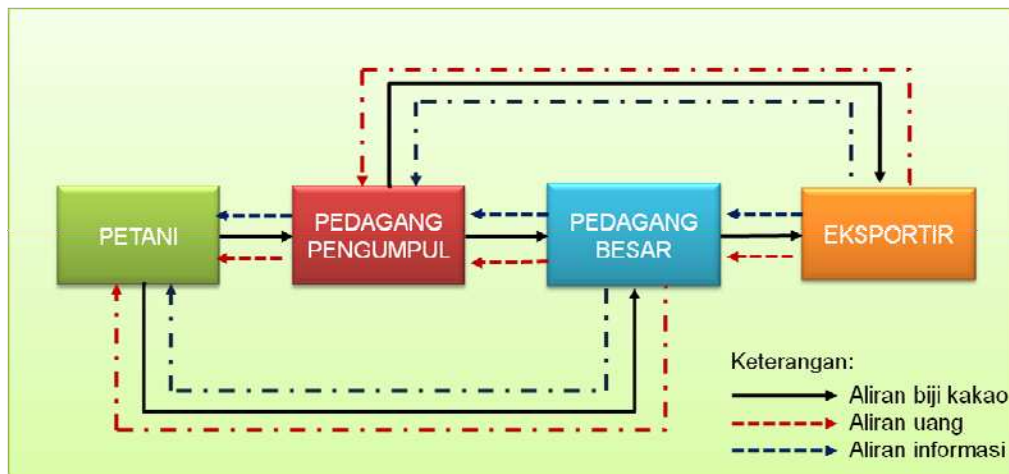 PETANI
PEDAGANG
PENGUMPUL
PEDAGANG
BESAR
EKSPORTIR
Keterangan:
Aliran biji kakao
Aliran uang
Aliran informasi